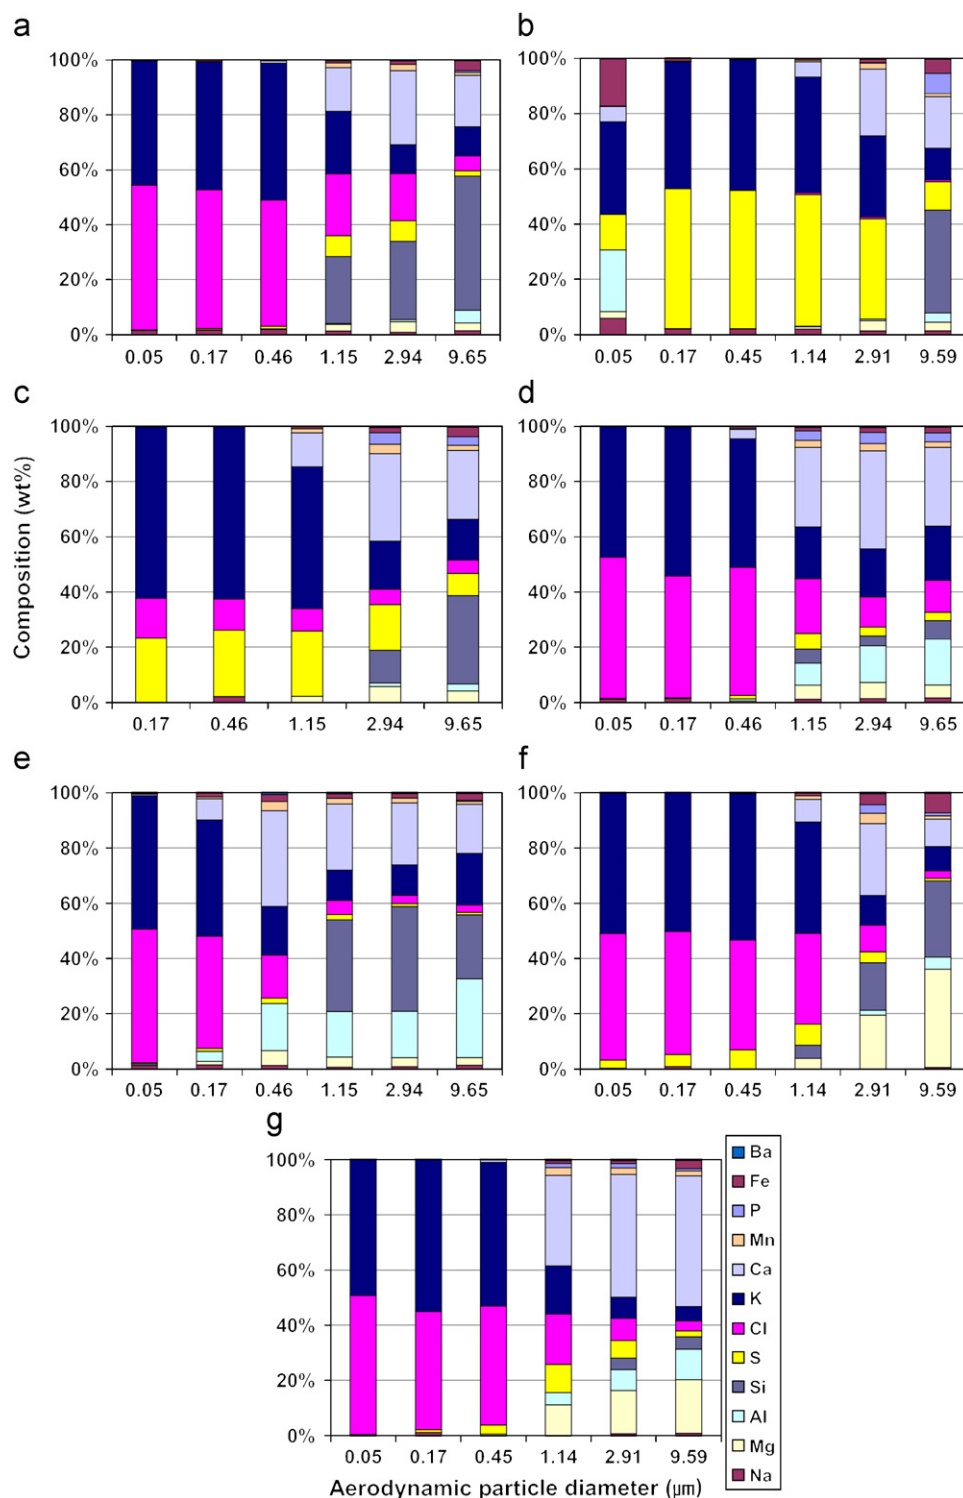 a
100%
80%
60%
40%
20%
0%
0.05 0.17 0.46 1.15 2.94 9.65
b
100%
80%
60%
40%
20%
0%
0.05 0.17 0.45 1.14 2.91 9.59
c
100%
80%
60%
40%
20%
0%
0.17 0.46 1.15 2.94 9.65
d
100%
80%
60%
40%
20%
0%
0.05 0.17 0.46 1.15 2.94 9.65
Composition (wt%)
e
100%
80%
60%
40%
20%
0%
0.05 0.17 0.46 1.15 2.94 9.65
f
100%
80%
60%
40%
20%
0%
0.05 0.17 0.45 1.14 2.91 9.59
g
100%
80%
60%
40%
20%
0%
0.05 0.17 0.45 1.14 2.91 9.59
Aerodynamic particle diameter (μm)
Ba
Fe
P
Mn
Ca
K
Cl
S
Si
Al
Mg
Na